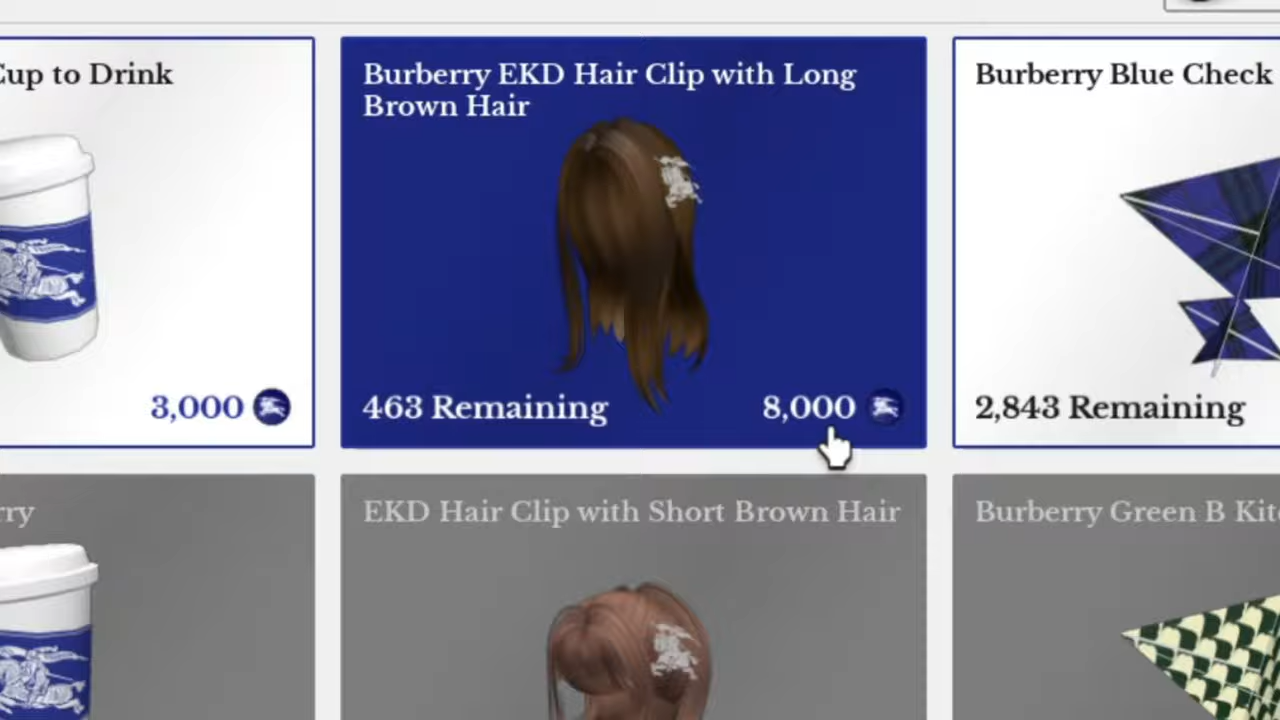 Cup to Drink
Burberry EKD Hair Clip with Long
Brown Hair
Burberry Blue Check
3,000
463 Remaining
8,000
2,843 Remaining
rry
EKD Hair Clip with Short Brown Hair
Burberry Green B Kite